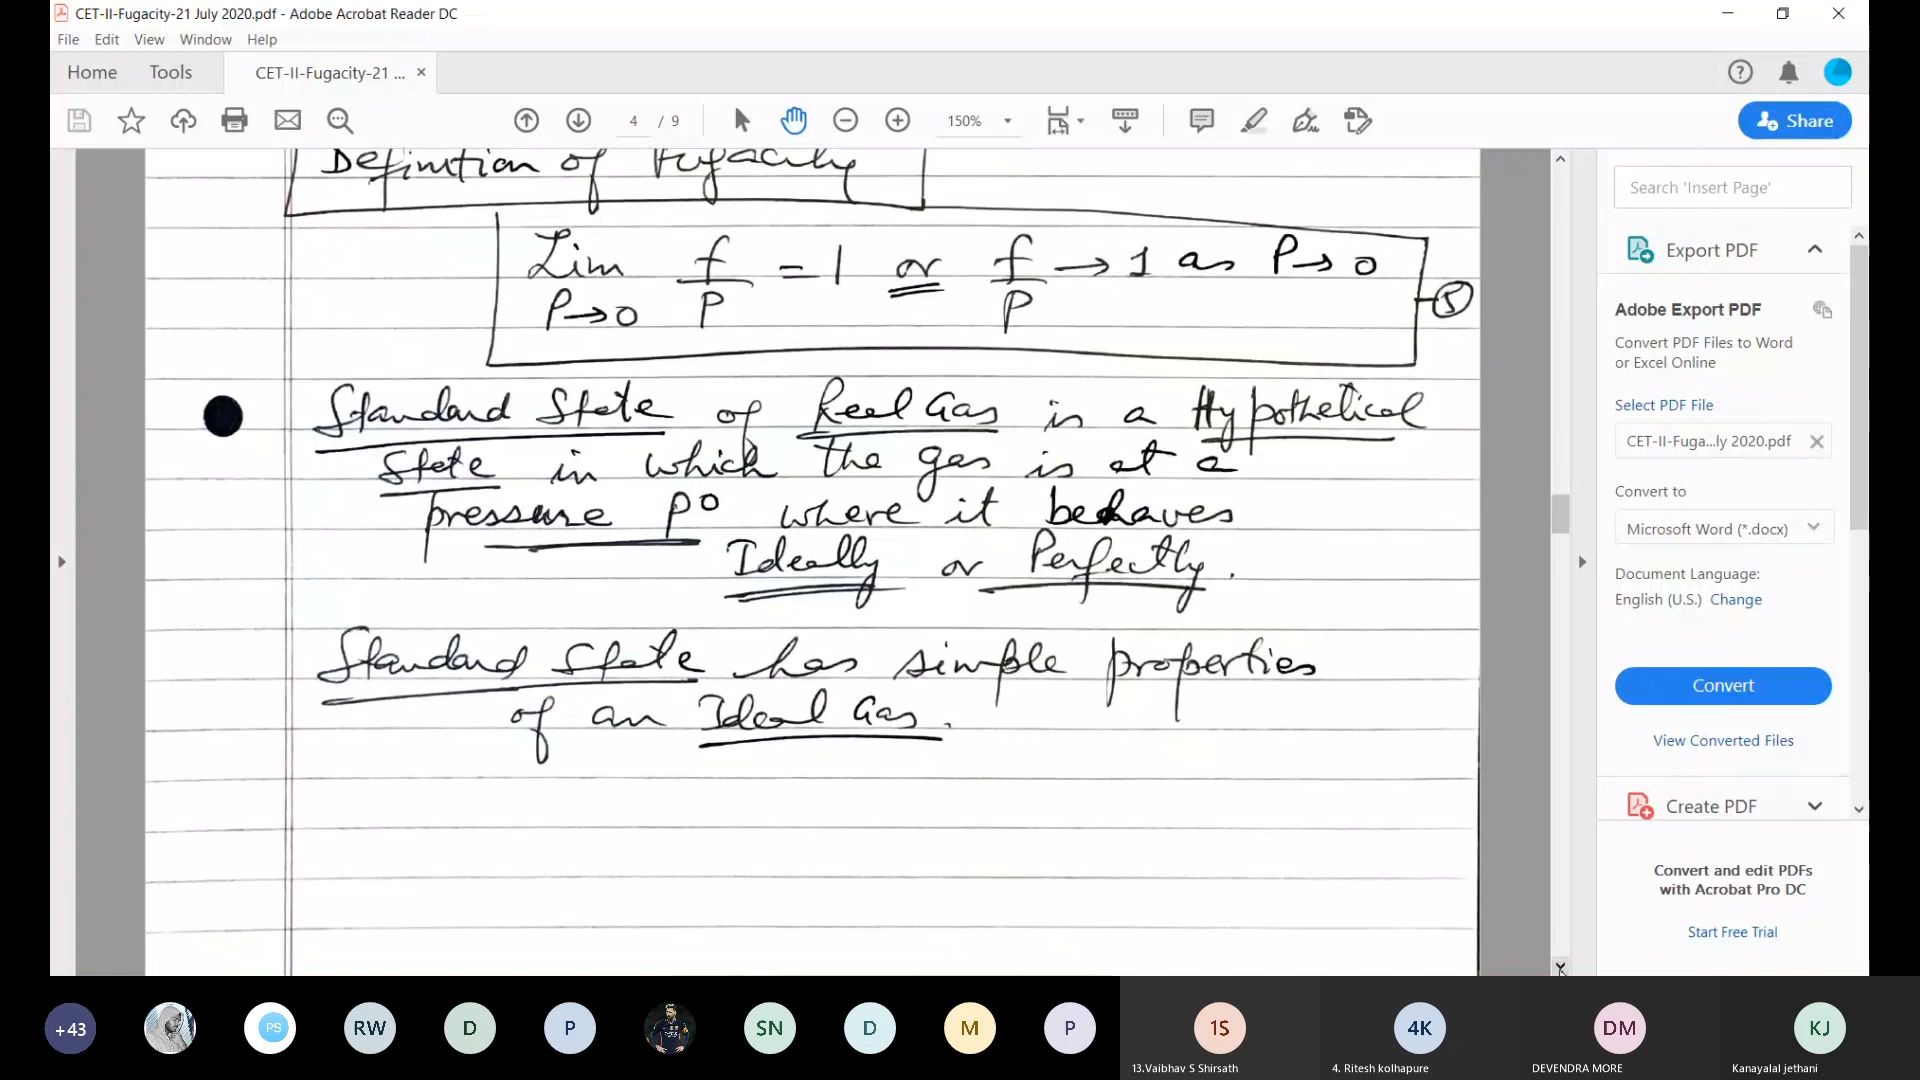 CET-II-Fugacity-21 July 2020.pdf - Adobe Acrobat Reader DC
File Edit View Window Help
Home Tools CET-II-Fugacity-21 ... ×
4 / 9 150% Share
Definition of Fugacity
Lim f/P = 1 or f/P → 1 as P → 0
P → 0
5
Standard State of Real Gas is a Hypothetical
State in which the gas is at a
pressure P° where it behaves
Ideally or Perfectly.
Standard State has simple properties
of an Ideal Gas.
Search 'Insert Page'
Export PDF
Adobe Export PDF
Convert PDF Files to Word
or Excel Online
Select PDF File
CET-II-Fuga...ly 2020.pdf
Convert to
Microsoft Word (*.docx)
Document Language:
English (U.S.) Change
Convert
View Converted Files
Create PDF
Convert and edit PDFs
with Acrobat Pro DC
Start Free Trial
+43 PS RW D P SN D M P 1S 4K DM KJ
13.Vaibhav S Shirsath 4. Ritesh kolhapure DEVENDRA MORE Kanayalal jethani